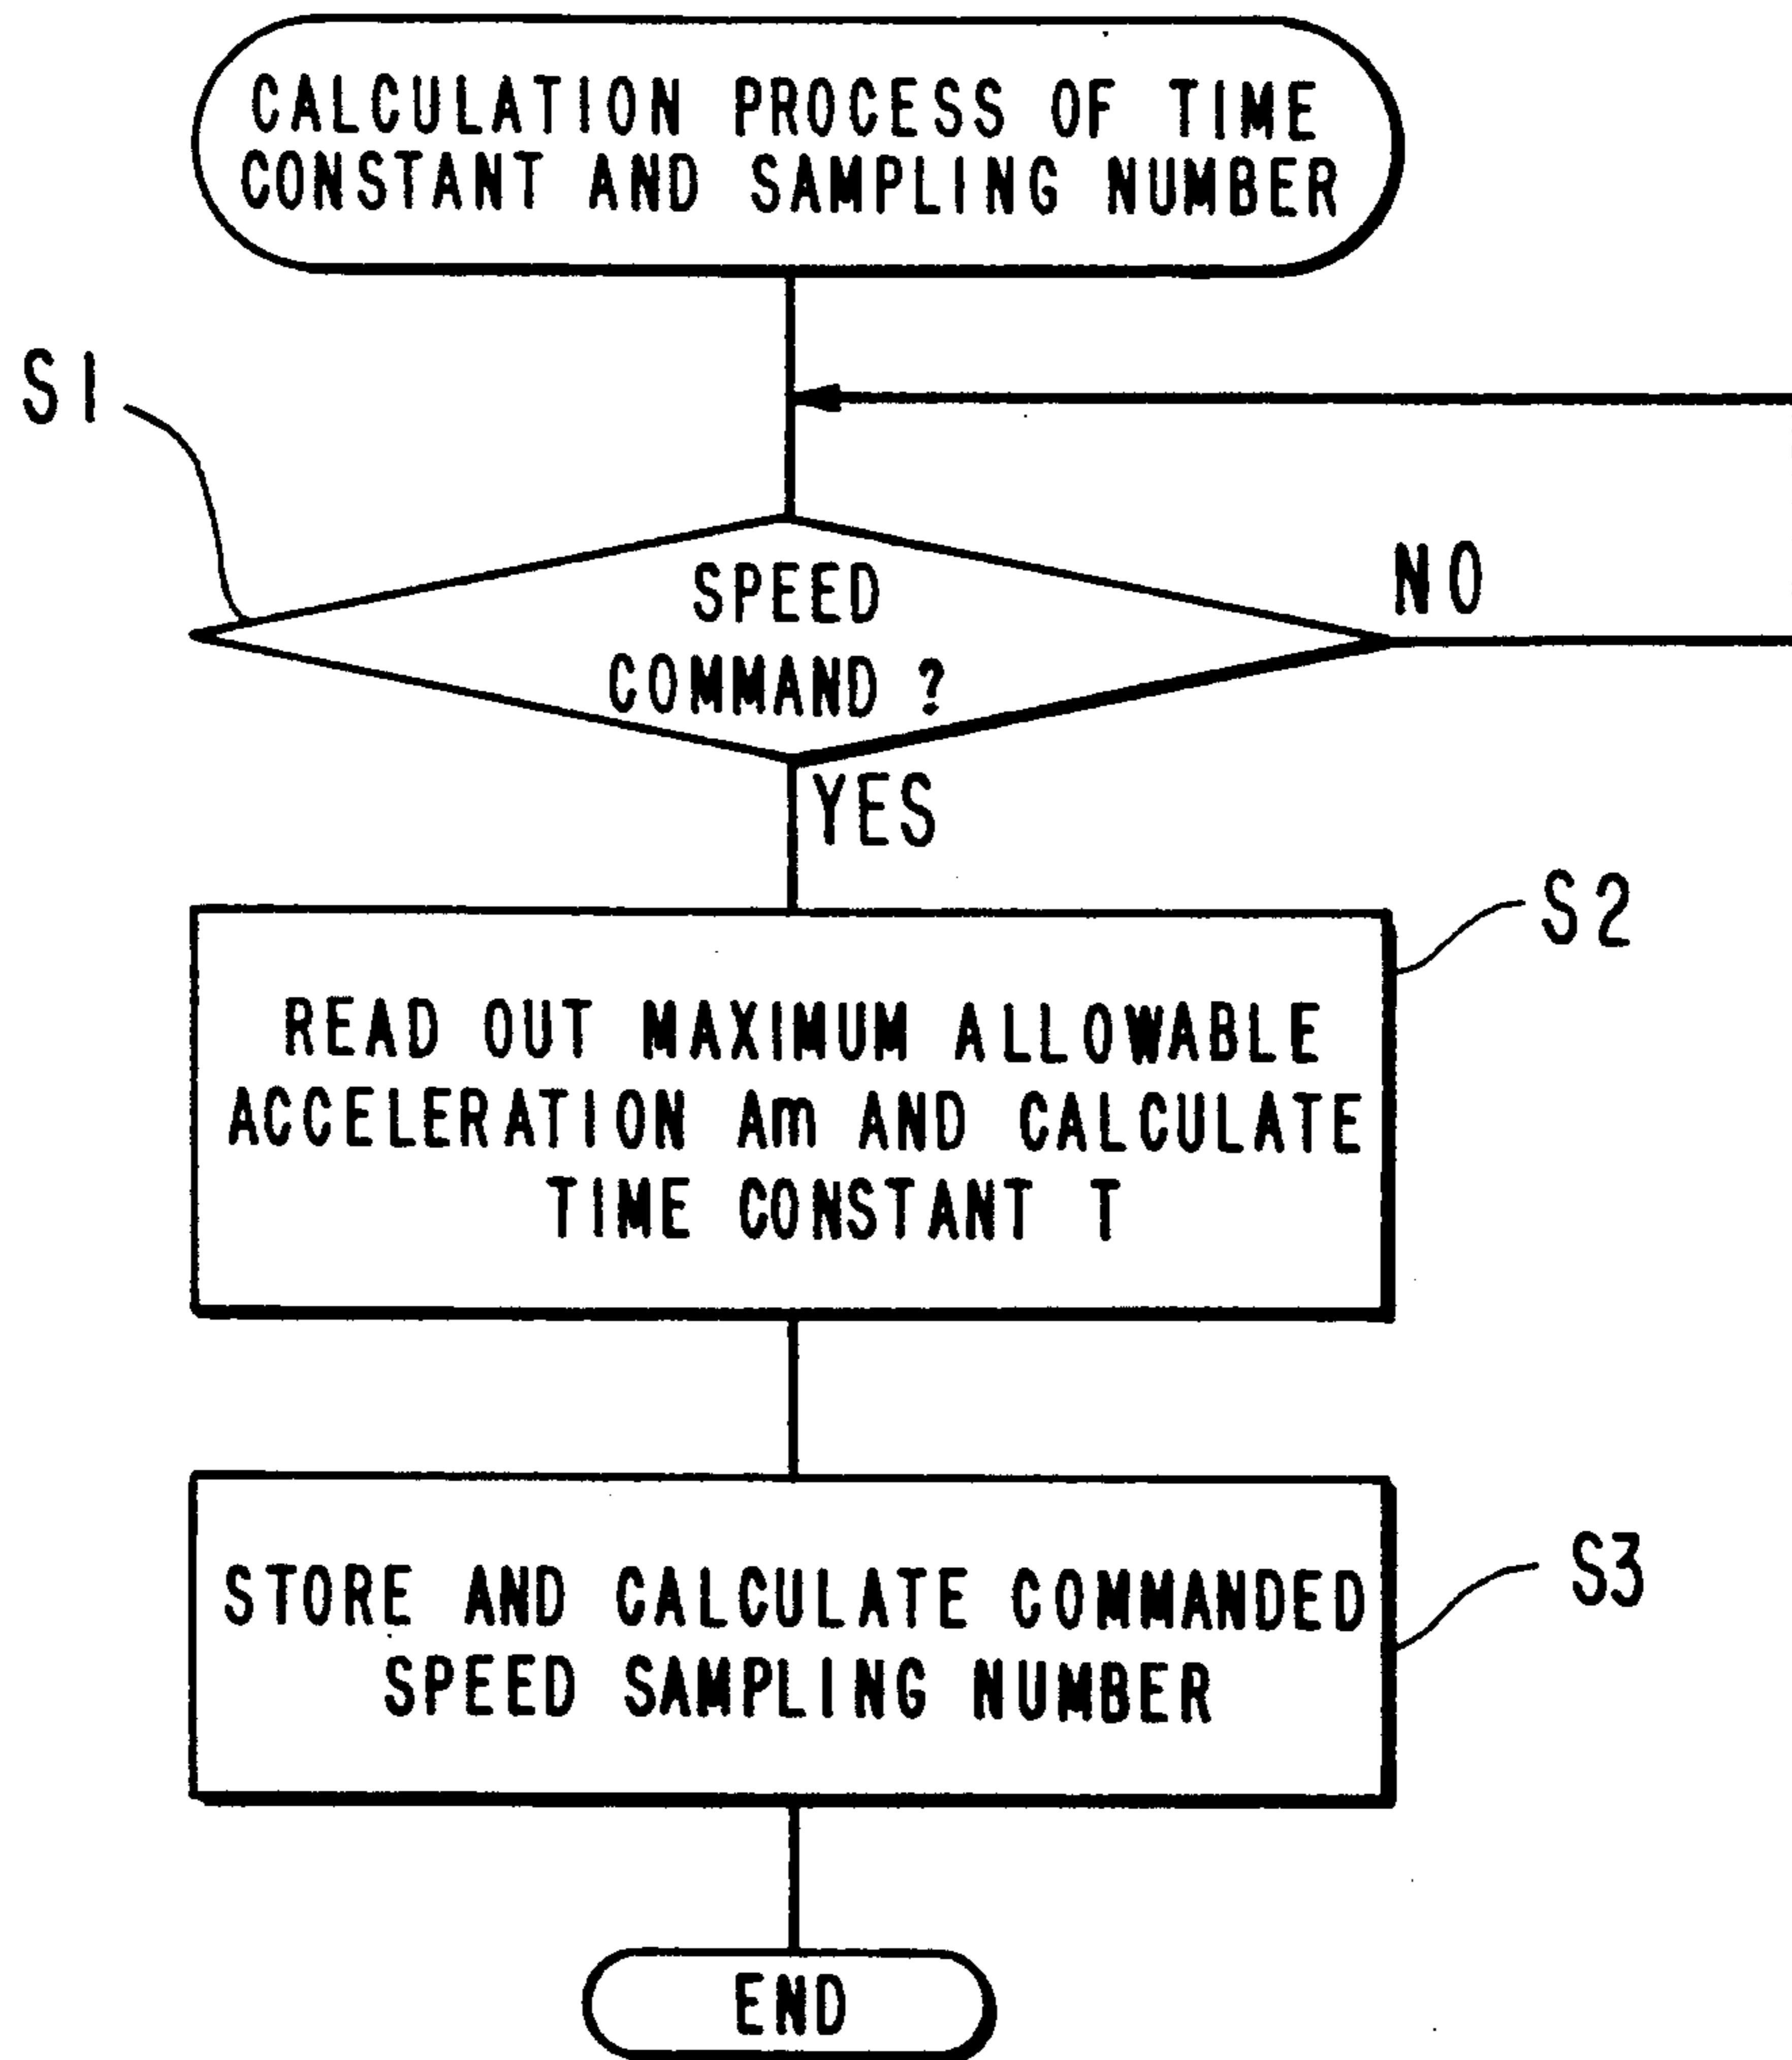 CALCULATION PROCESS OF TIME
CONSTANT AND SAMPLING NUMBER
S1
SPEED
COMMAND ?
NO
YES
S2
READ OUT MAXIMUM ALLOWABLE
ACCELERATION Am AND CALCULATE
TIME CONSTANT T
STORE AND CALCULATE COMMANDED
SPEED SAMPLING NUMBER
S3
END